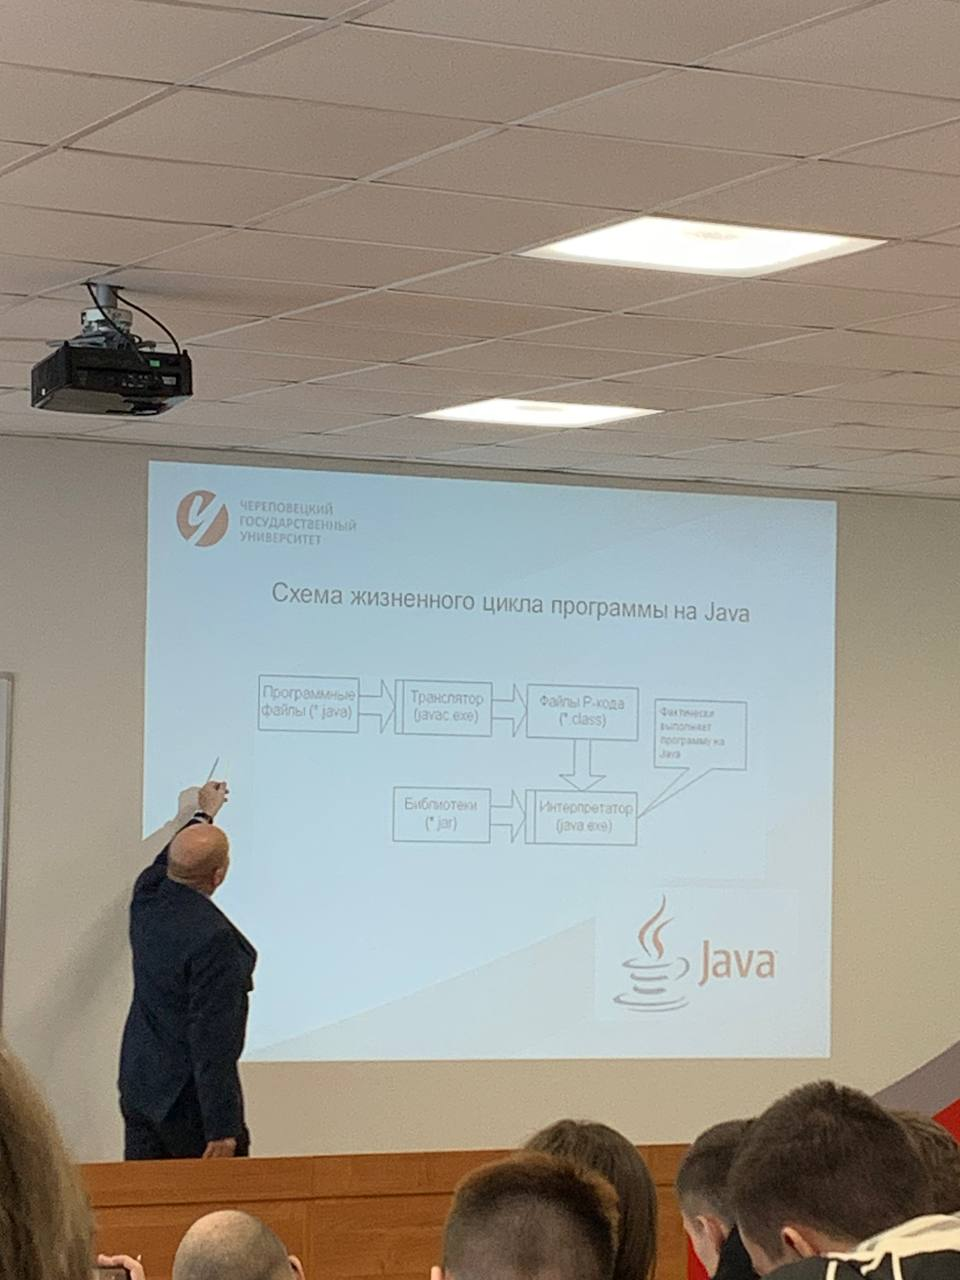 ЧЕРЕПОВЕЦКИЙ
ГОСУДАРСТВЕННЫЙ
УНИВЕРСИТЕТ
Схема жизненного цикла программы на Java
Программные
файлы (*.java)
Транслятор
(javac.exe)
Файлы P-кода
(*.class)
Фактически
выполняет
программу на
Java
Библиотеки
(*.jar)
Интерпретатор
(java.exe)
Java